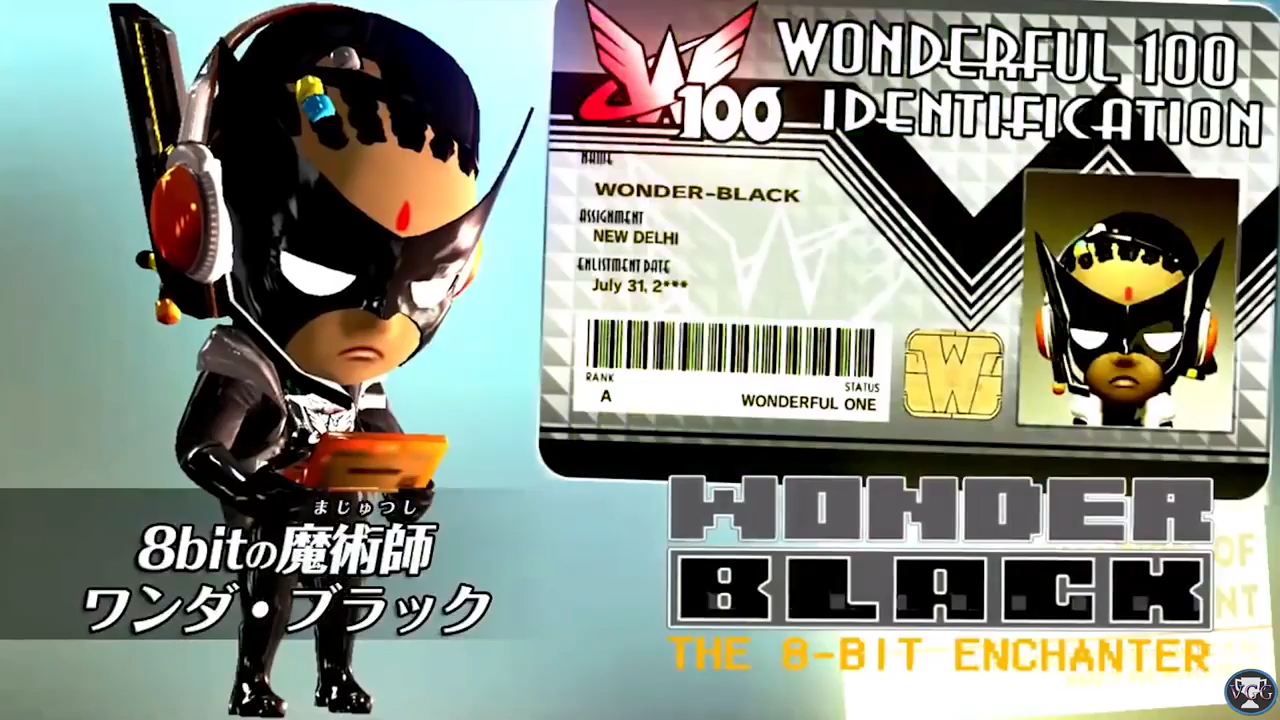 W
100
WONDERFUL 100
IDENTIFICATION
NAME
WONDER-BLACK
ASSIGNMENT
NEW DELHI
ENLISTMENT DATE
July 31, 2***
RANK
A
STATUS
WONDERFUL ONE
W
まじゅつし
8bitの魔術師
ワンダ・ブラック
WONDER
BLACK
THE 8-BIT ENCHANTER
OF
NT
VGG